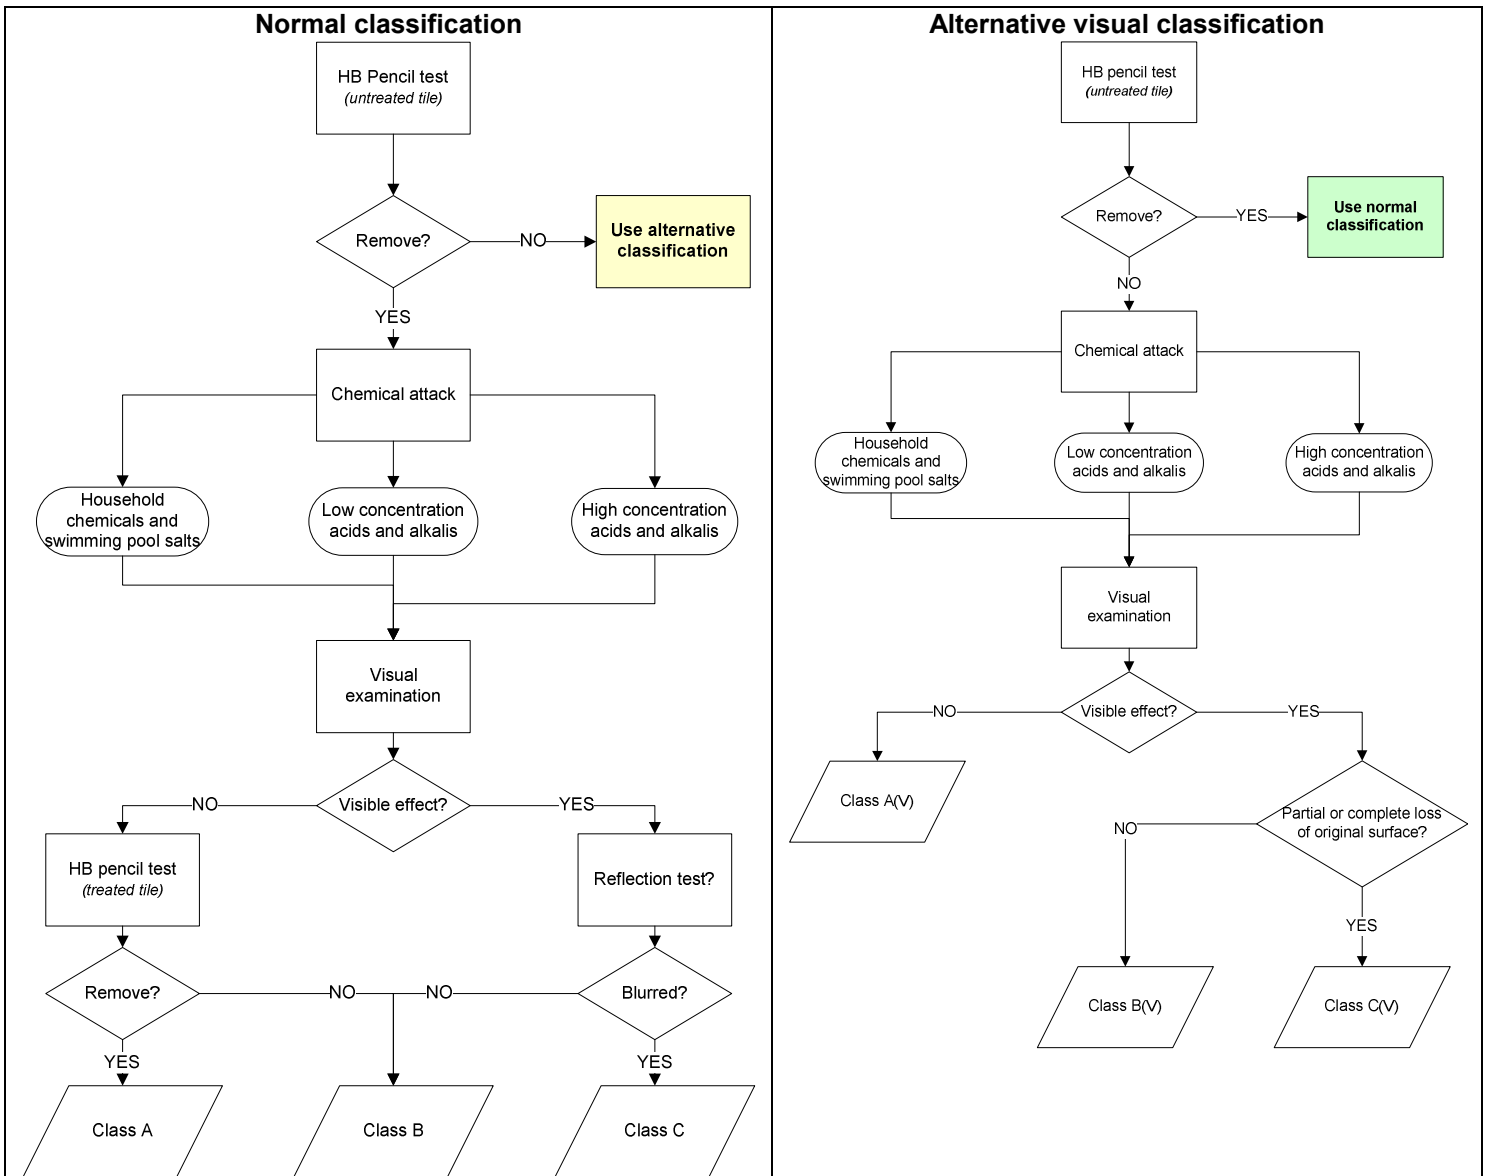 Normal classification
HB Pencil test
(untreated tile)
Remove?
NO
Use alternative
classification
YES
Chemical attack
Household
chemicals and
swimming pool salts
Low concentration
acids and alkalis
High concentration
acids and alkalis
Visual
examination
Visible effect?
NO
YES
HB pencil test
(treated tile)
Reflection test?
Remove?
NO
NO
Blurred?
YES
YES
Class A
Class B
Class C
Alternative visual classification
HB pencil test
(untreated tile)
Remove?
YES
Use normal
classification
NO
Chemical attack
Household
chemicals and
swimming pool salts
Low concentration
acids and alkalis
High concentration
acids and alkalis
Visual
examination
Visible effect?
NO
YES
Class A(V)
Partial or complete loss
of original surface?
NO
YES
Class B(V)
Class C(V)